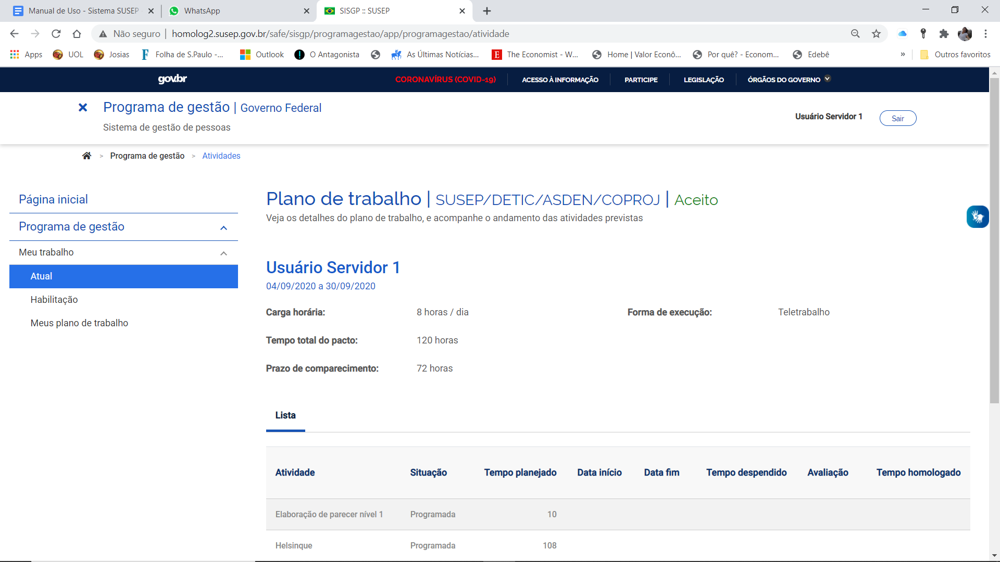 Manual de Uso - Sistema SUSEP
WhatsApp
SISGP :: SUSEP
Não seguro
homolog2.susep.gov.br/safe/sisgp/programagestao/app/programagestao/atividade
Apps
UOL
Josias
Folha de S.Paulo -...
Outlook
O Antagonista
As Últimas Notícias...
The Economist - W...
Home | Valor Econô...
Por quê? - Econom...
Edebê
»
Outros favoritos
gov.br
CORONAVÍRUS (COVID-19)
ACESSO À INFORMAÇÃO
PARTICIPE
LEGISLAÇÃO
ÓRGÃOS DO GOVERNO
Programa de gestão | Governo Federal
Sistema de gestão de pessoas
Usuário Servidor 1
Sair
> Programa de gestão > Atividades
Página inicial
Programa de gestão
Meu trabalho
Atual
Habilitação
Meus plano de trabalho
Plano de trabalho | SUSEP/DETIC/ASDEN/COPROJ | Aceito
Veja os detalhes do plano de trabalho, e acompanhe o andamento das atividades previstas
Usuário Servidor 1
04/09/2020 a 30/09/2020
Carga horária: 8 horas / dia Forma de execução: Teletrabalho
Tempo total do pacto: 120 horas
Prazo de comparecimento: 72 horas
Lista
Atividade Situação Tempo planejado Data início Data fim Tempo despendido Avaliação Tempo homologado
Elaboração de parecer nível 1 Programada 10
Helsinque Programada 108